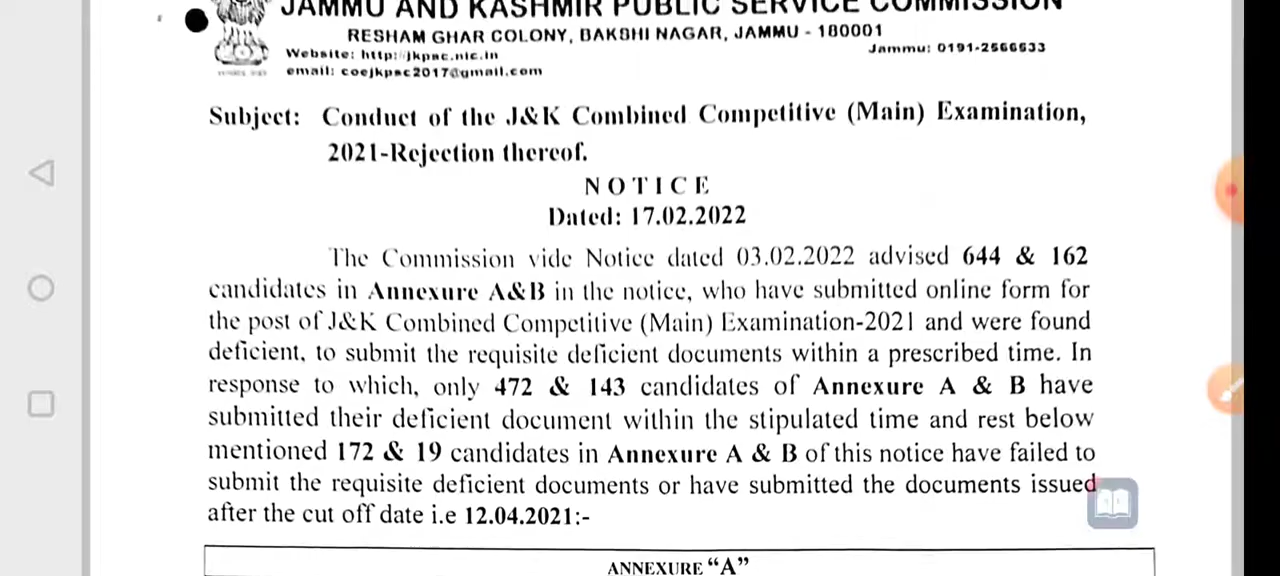 JAMMU AND KASHMIR PUBLIC SERVICE COMMISSION
RESHAM GHAR COLONY, BAKSHI NAGAR, JAMMU - 180001
Website: http://jkpsc.nic.in
Jammu: 0191-2566533
email: coejkpsc2017@gmail.com
Subject: Conduct of the J&K Combined Competitive (Main) Examination,
2021-Rejection thereof.
NOTICE
Dated: 17.02.2022
The Commission vide Notice dated 03.02.2022 advised 644 & 162
candidates in Annexure A&B in the notice, who have submitted online form for
the post of J&K Combined Competitive (Main) Examination-2021 and were found
deficient, to submit the requisite deficient documents within a prescribed time. In
response to which, only 472 & 143 candidates of Annexure A & B have
submitted their deficient document within the stipulated time and rest below
mentioned 172 & 19 candidates in Annexure A & B of this notice have failed to
submit the requisite deficient documents or have submitted the documents issued
after the cut off date i.e 12.04.2021:-
ANNEXURE “A”